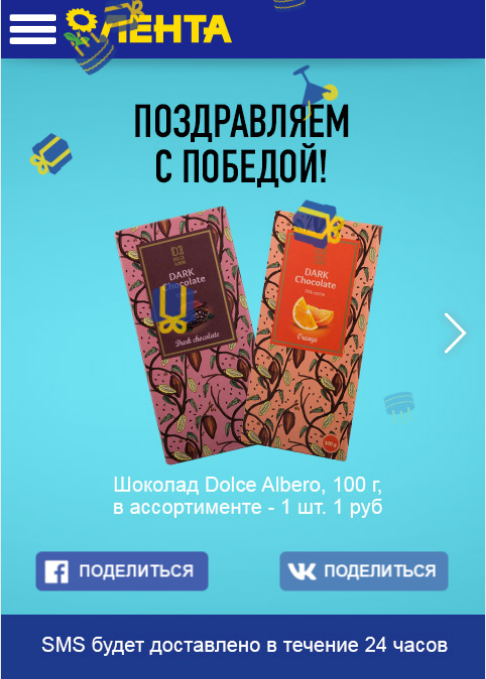 ЛЕНТА
ПОЗДРАВЛЯЕМ
С ПОБЕДОЙ!
DARK
Chocolate
Dark chocolate
DARK
Chocolate
Orange
100 g
Шоколад Dolce Albero, 100 г,
в ассортименте - 1 шт. 1 руб
ПОДЕЛИТЬСЯ
ПОДЕЛИТЬСЯ
SMS будет доставлено в течение 24 часов